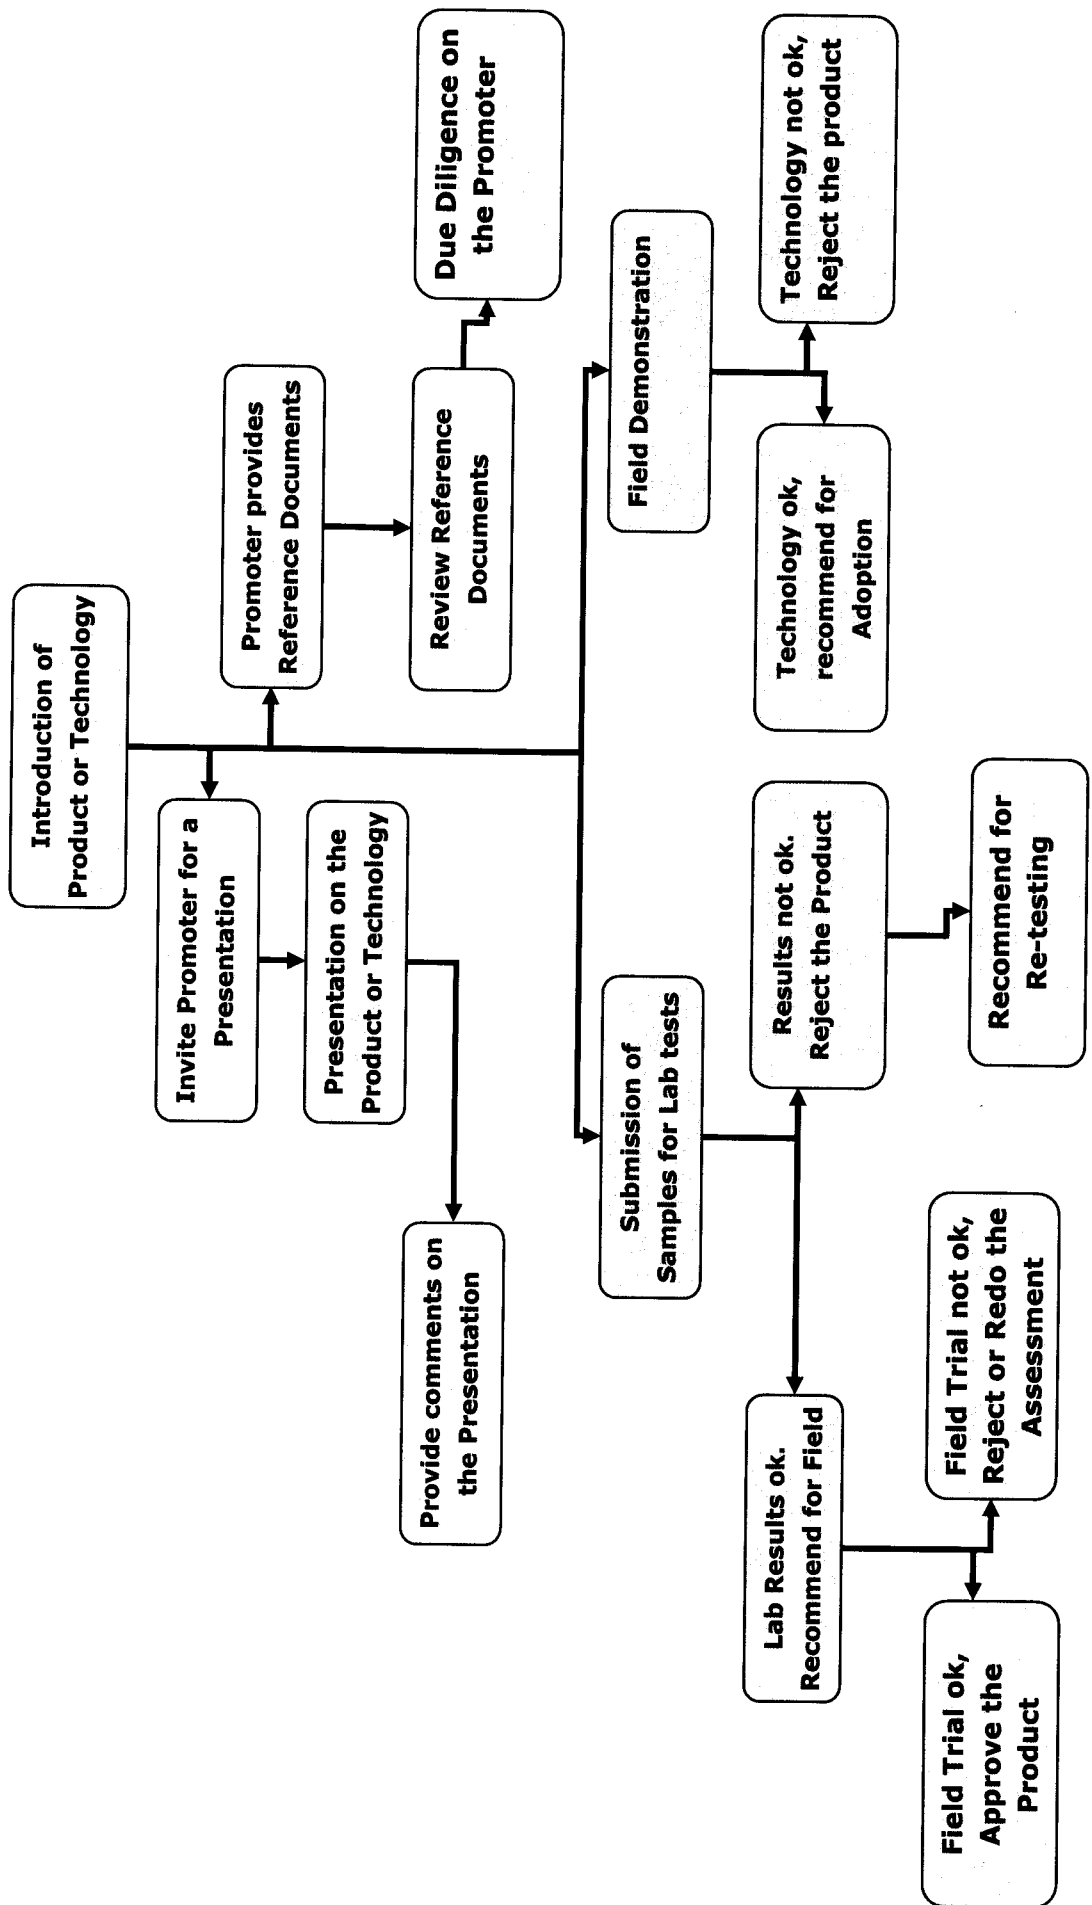 Introduction of
Product or Technology
Invite Promoter for a
Presentation
Promoter provides
Reference Documents
Presentation on the
Product or Technology
Review Reference
Documents
Provide comments on
the Presentation
Due Diligence on
the Promoter
Submission of
Samples for Lab tests
Field Demonstration
Lab Results ok.
Recommend for Field
Results not ok.
Reject the Product
Technology ok,
recommend for
Adoption
Technology not ok,
Reject the product
Field Trial ok,
Approve the
Product
Field Trial not ok,
Reject or Redo the
Assessment
Recommend for
Re-testing